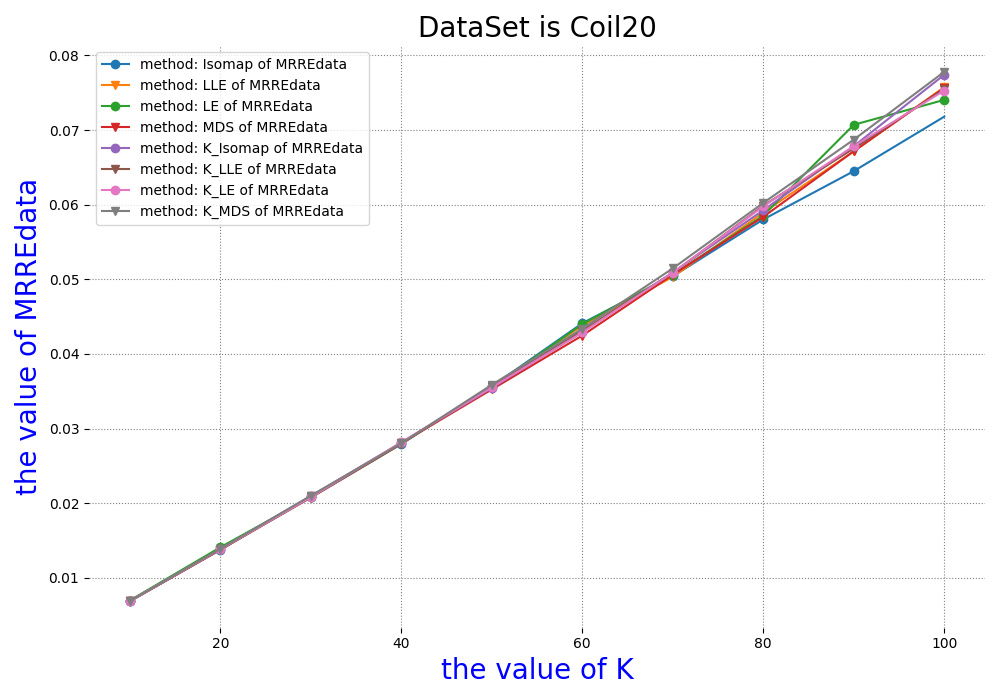 DataSet is Coil20
method: Isomap of MRREdata
method: LLE of MRREdata
method: LE of MRREdata
method: MDS of MRREdata
method: K_Isomap of MRREdata
method: K_LLE of MRREdata
method: K_LE of MRREdata
method: K_MDS of MRREdata
the value of MRREdata
0.08
0.07
0.06
0.05
0.04
0.03
0.02
0.01
20 40 60 80 100
the value of K